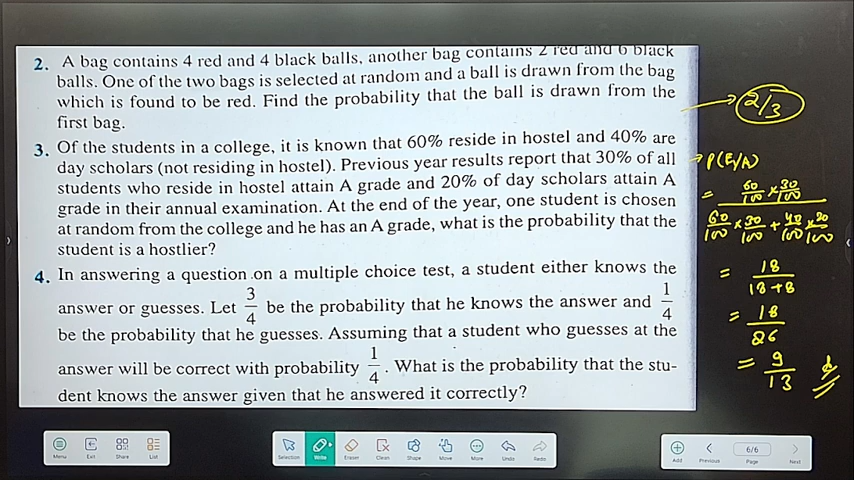 2. A bag contains 4 red and 4 black balls, another bag contains 2 red and 6 black
balls. One of the two bags is selected at random and a ball is drawn from the bag
which is found to be red. Find the probability that the ball is drawn from the
first bag.
3. Of the students in a college, it is known that 60% reside in hostel and 40% are
day scholars (not residing in hostel). Previous year results report that 30% of all
students who reside in hostel attain A grade and 20% of day scholars attain A
grade in their annual examination. At the end of the year, one student is chosen
at random from the college and he has an A grade, what is the probability that the
student is a hostlier?
4. In answering a question on a multiple choice test, a student either knows the
answer or guesses. Let 3/4 be the probability that he knows the answer and 1/4
be the probability that he guesses. Assuming that a student who guesses at the
answer will be correct with probability 1/4. What is the probability that the stu-
dent knows the answer given that he answered it correctly?
→ 2/3
→ P(E₁/A)
= 60/100 × 30/100
60/100 × 30/100 + 40/100 × 20/100
= 18
18+8
= 18/26
= 9/13
Menu Exit Share List
Selection Write Eraser Clean Shape Move More Undo Redo
Add Previous 6/6 Page Next